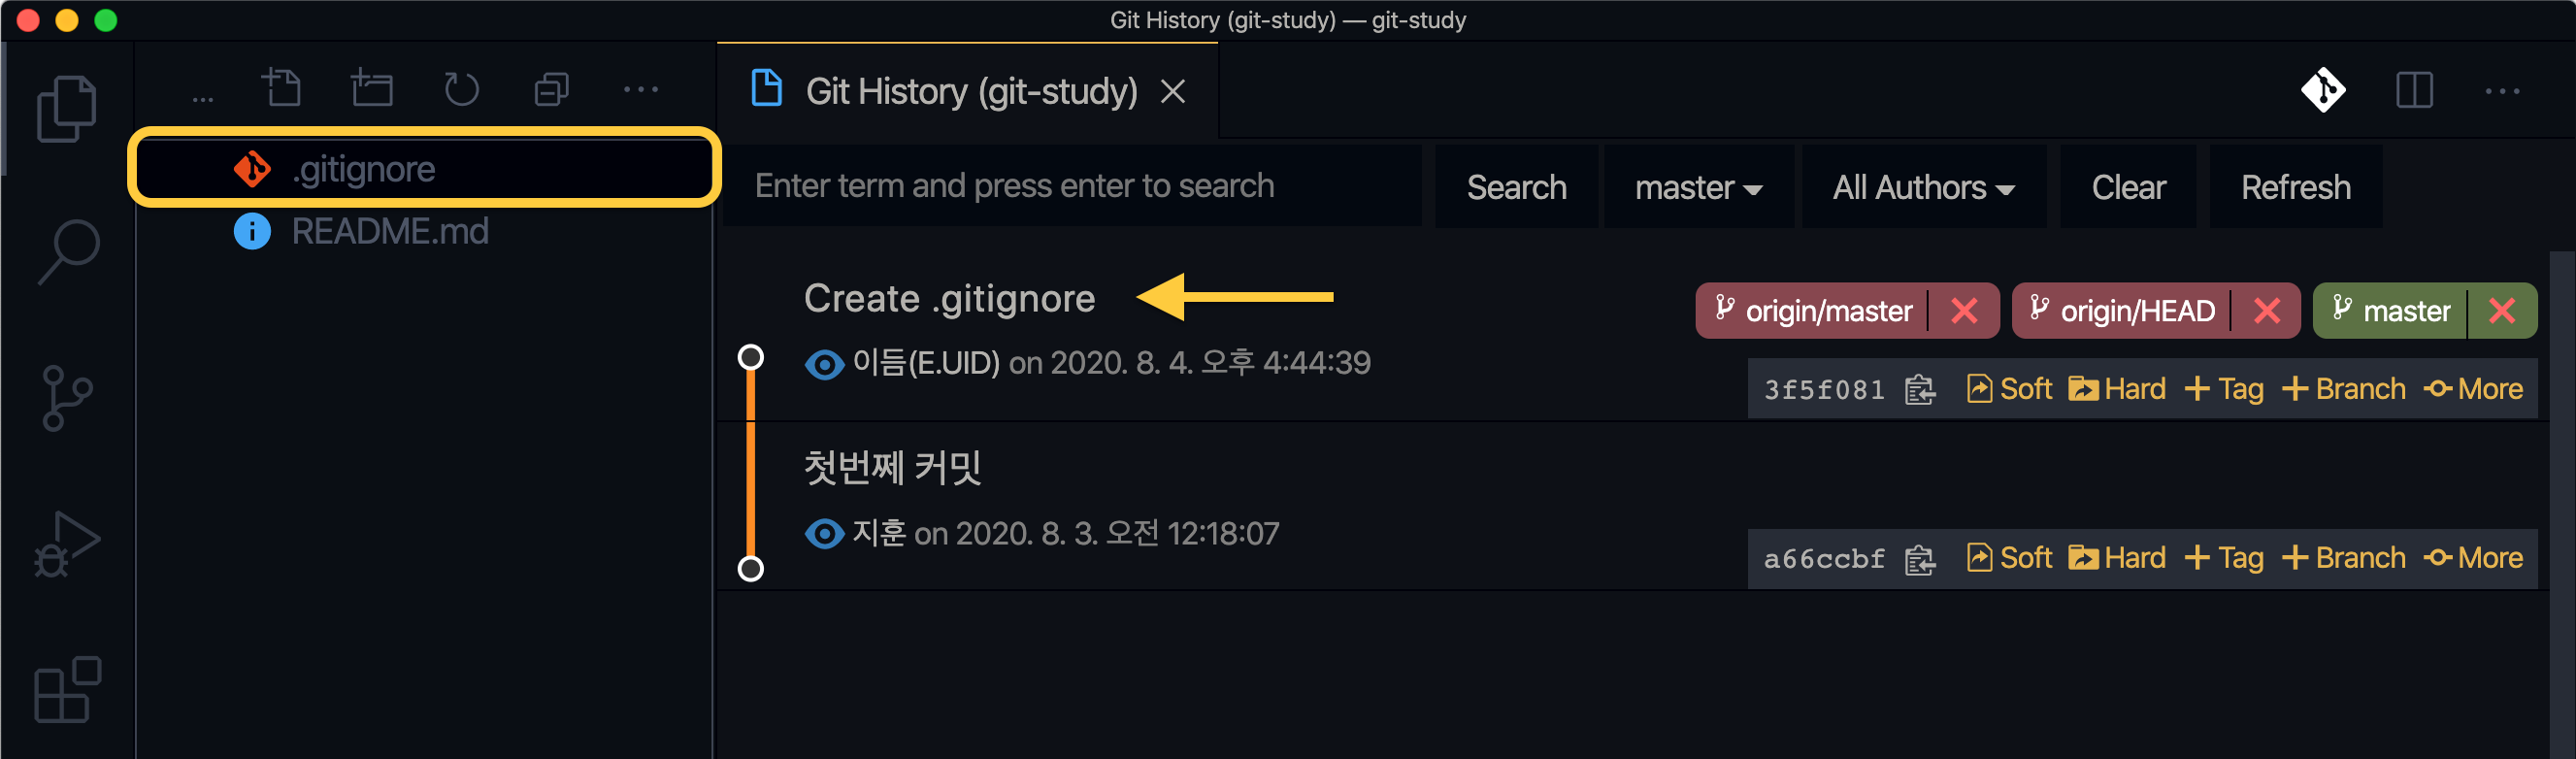 Git History (git-study) — git-study
Git History (git-study)
.gitignore
README.md
Enter term and press enter to search
Search
master
All Authors
Clear
Refresh
Create .gitignore
origin/master
origin/HEAD
master
이듬(E.UID) on 2020. 8. 4. 오후 4:44:39
3f5f081 Soft Hard + Tag + Branch More
첫번째 커밋
지훈 on 2020. 8. 3. 오전 12:18:07
a66ccbf Soft Hard + Tag + Branch More